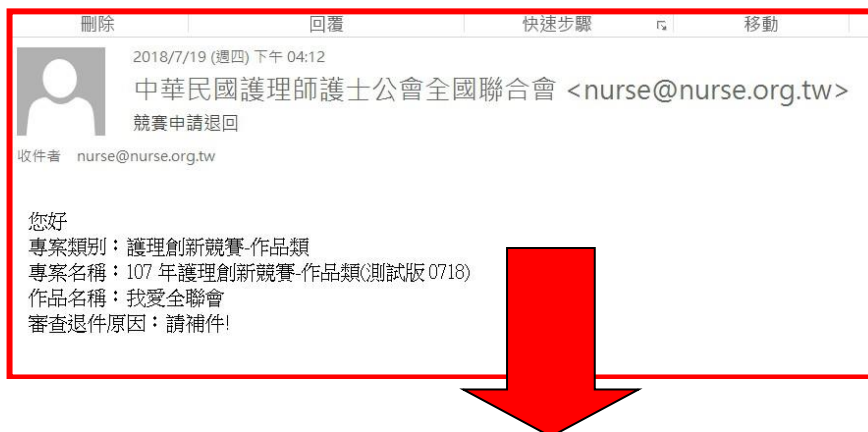 刪除 回覆 快速步驟 移動
2018/7/19 (週四) 下午 04:12
中華民國護理師護士公會全國聯合會 <nurse@nurse.org.tw>
競賽申請退回
收件者 nurse@nurse.org.tw
您好
專案類別：護理創新競賽-作品類
專案名稱：107 年護理創新競賽-作品類(測試版 0718)
作品名稱：我愛全聯會
審查退件原因：請補件!